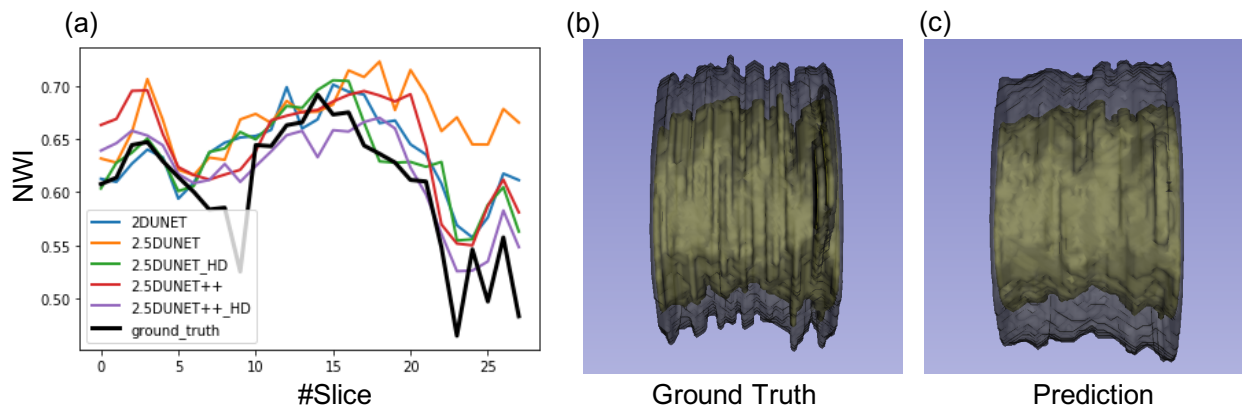 (a)
(b)
(c)
NWI
0.70
0.65
0.60
0.55
0.50
2DUNET
2.5DUNET
2.5DUNET_HD
2.5DUNET++
2.5DUNET++_HD
ground_truth
0 5 10 15 20 25
#Slice
Ground Truth
Prediction